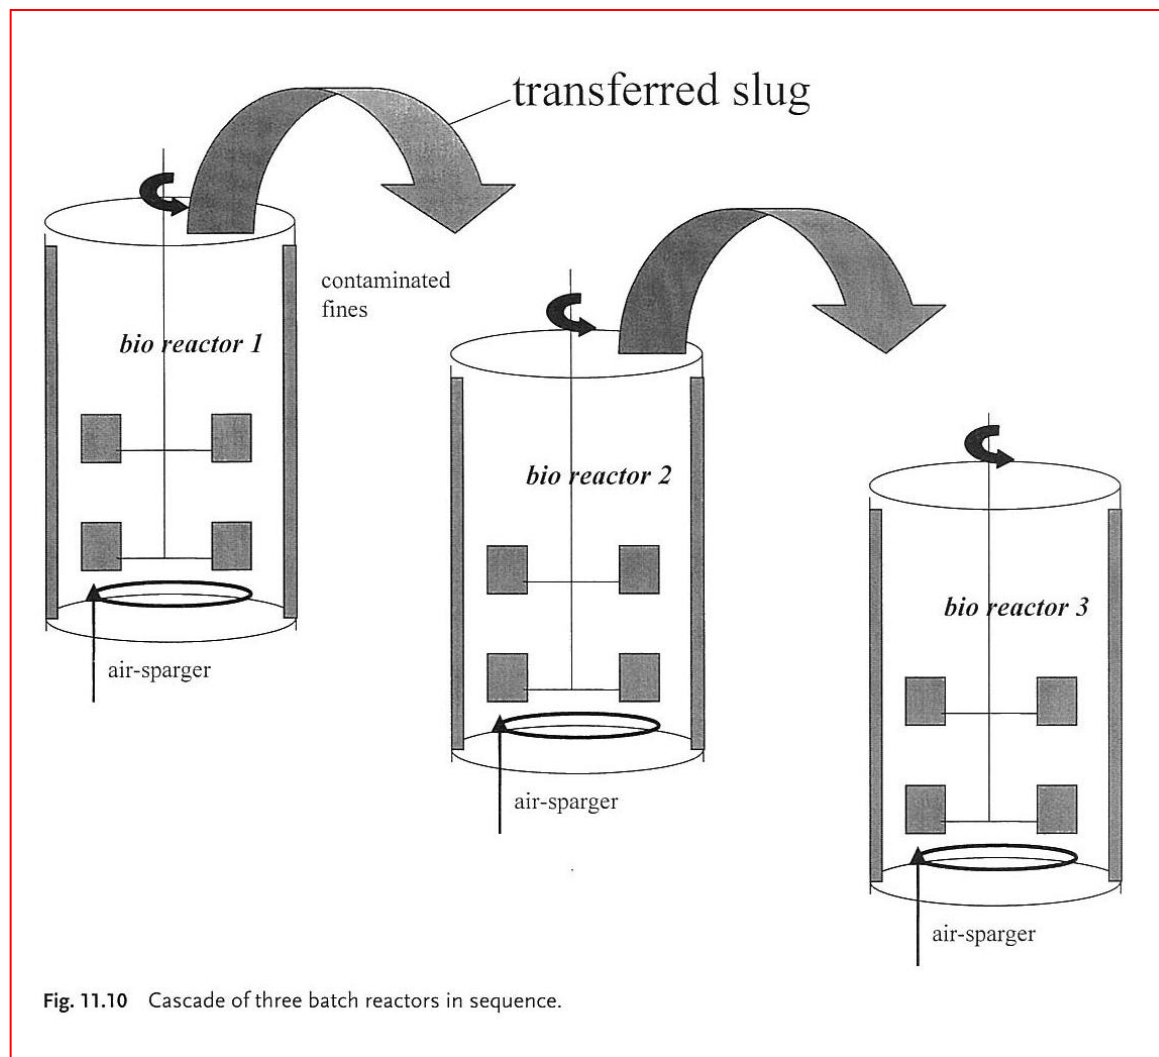 transferred slug
contaminated
fines
bio reactor 1
bio reactor 2
bio reactor 3
air-sparger
air-sparger
air-sparger
Fig. 11.10 Cascade of three batch reactors in sequence.